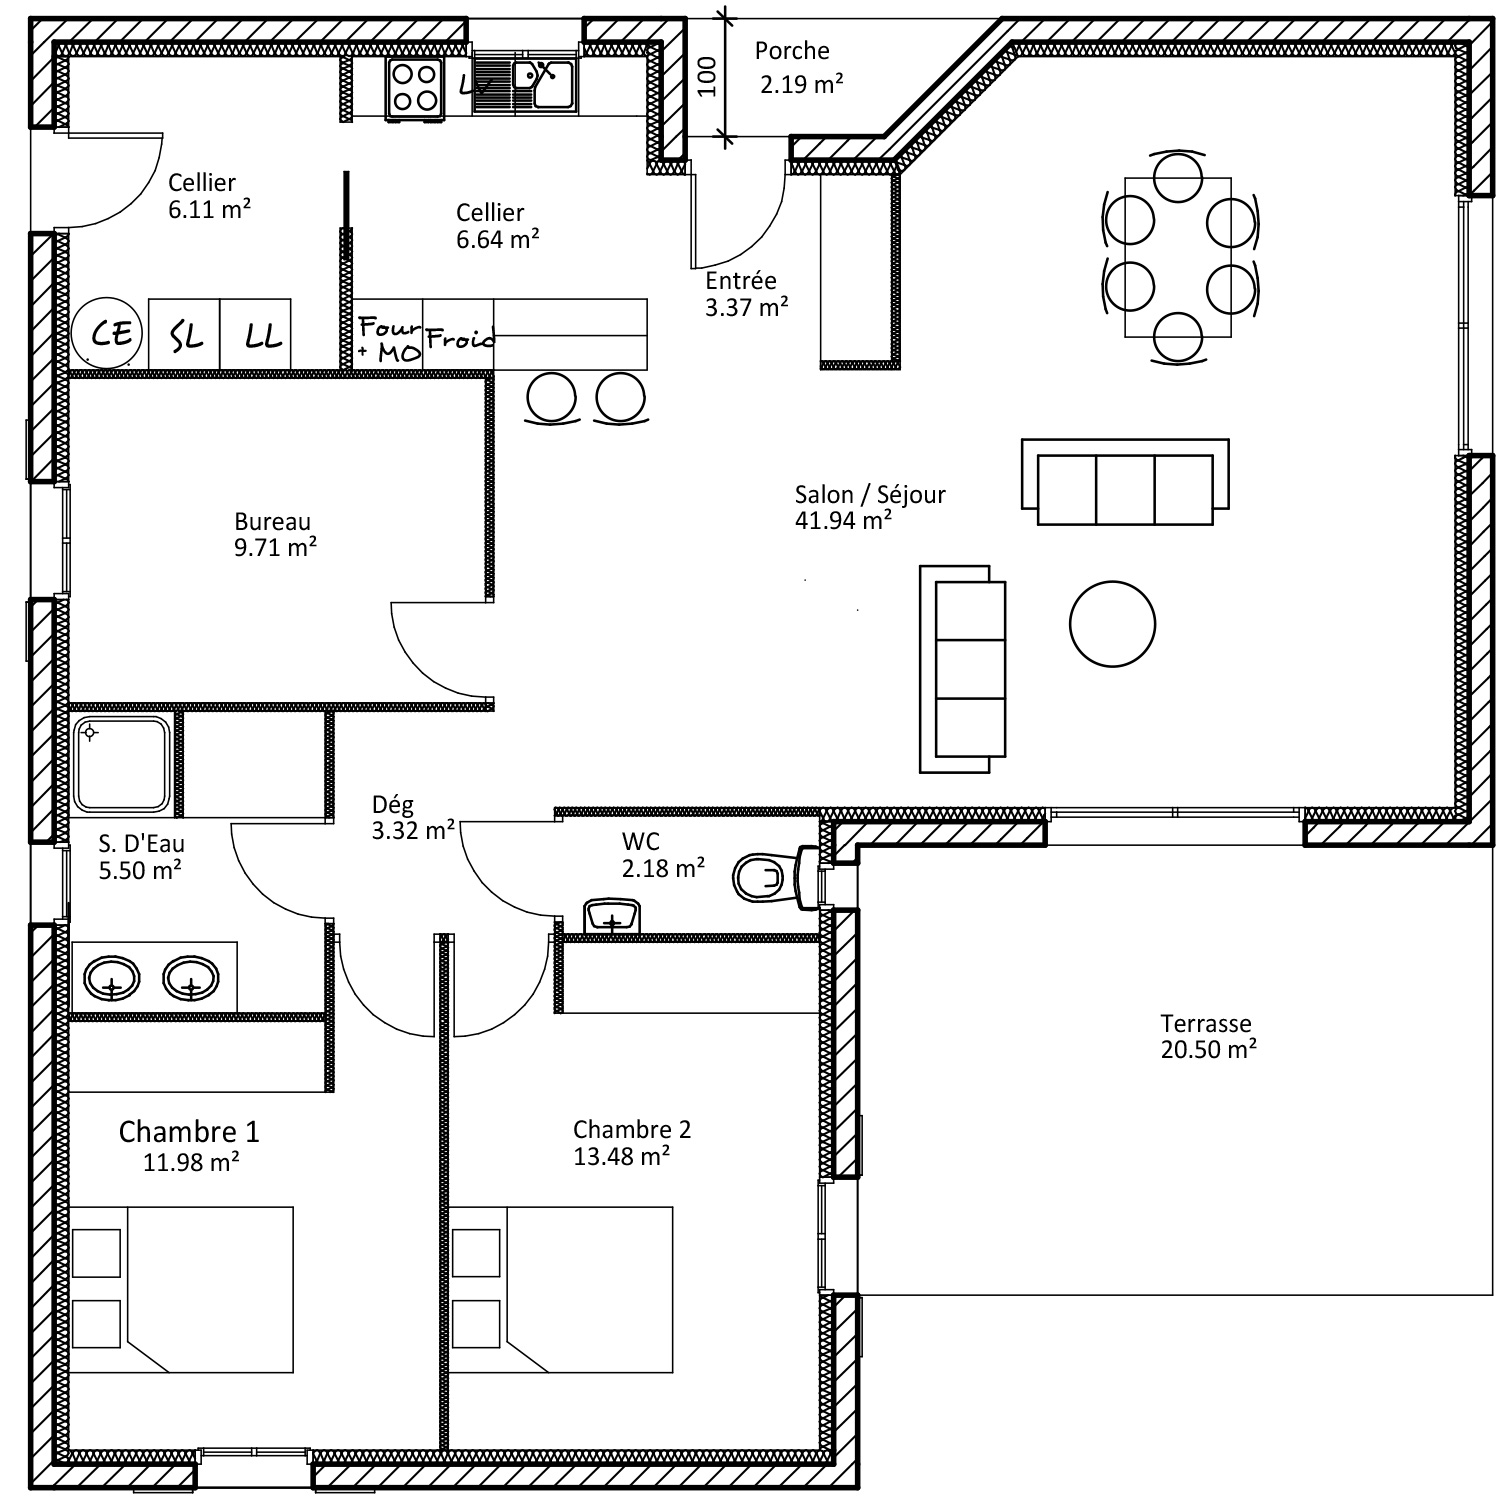 Porche
2.19 m²
100
LV
Cellier
6.11 m²
Cellier
6.64 m²
Entrée
3.37 m²
CE
SL
LL
Four
+ MO
Froid
Salon / Séjour
41.94 m²
Bureau
9.71 m²
Dég
3.32 m²
S. D'Eau
5.50 m²
WC
2.18 m²
Terrasse
20.50 m²
Chambre 1
11.98 m²
Chambre 2
13.48 m²